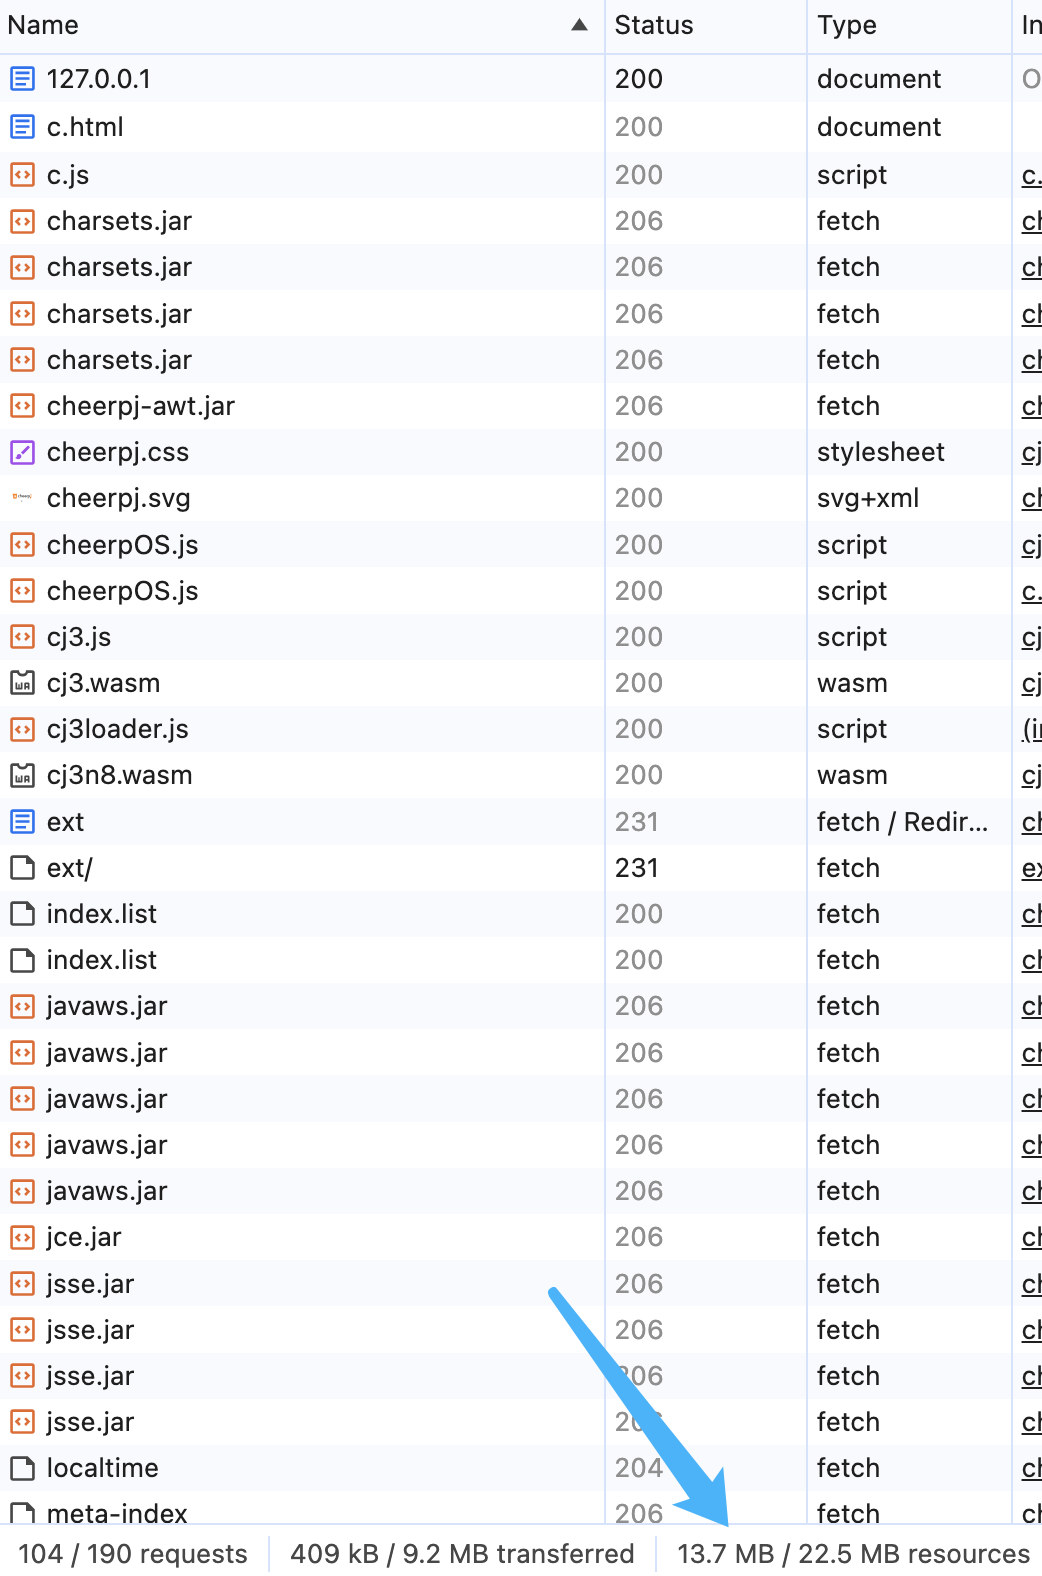 Name Status Type In
127.0.0.1 200 document
c.html 200 document
c.js 200 script c.
charsets.jar 206 fetch ch
charsets.jar 206 fetch ch
charsets.jar 206 fetch ch
charsets.jar 206 fetch ch
cheerpj-awt.jar 206 fetch ch
cheerpj.css 200 stylesheet cj
cheerpj.svg 200 svg+xml ch
cheerpOS.js 200 script cj
cheerpOS.js 200 script c.
cj3.js 200 script cj
cj3.wasm 200 wasm cj
cj3loader.js 200 script (in
cj3n8.wasm 200 wasm cj
ext 231 fetch / Redir... ch
ext/ 231 fetch ex
index.list 200 fetch ch
index.list 200 fetch ch
javaws.jar 206 fetch ch
javaws.jar 206 fetch ch
javaws.jar 206 fetch ch
javaws.jar 206 fetch ch
javaws.jar 206 fetch ch
jce.jar 206 fetch ch
jsse.jar 206 fetch ch
jsse.jar 206 fetch ch
jsse.jar 206 fetch ch
jsse.jar 206 fetch ch
localtime 204 fetch ch
meta-index 206 fetch ch
104 / 190 requests 409 kB / 9.2 MB transferred 13.7 MB / 22.5 MB resources